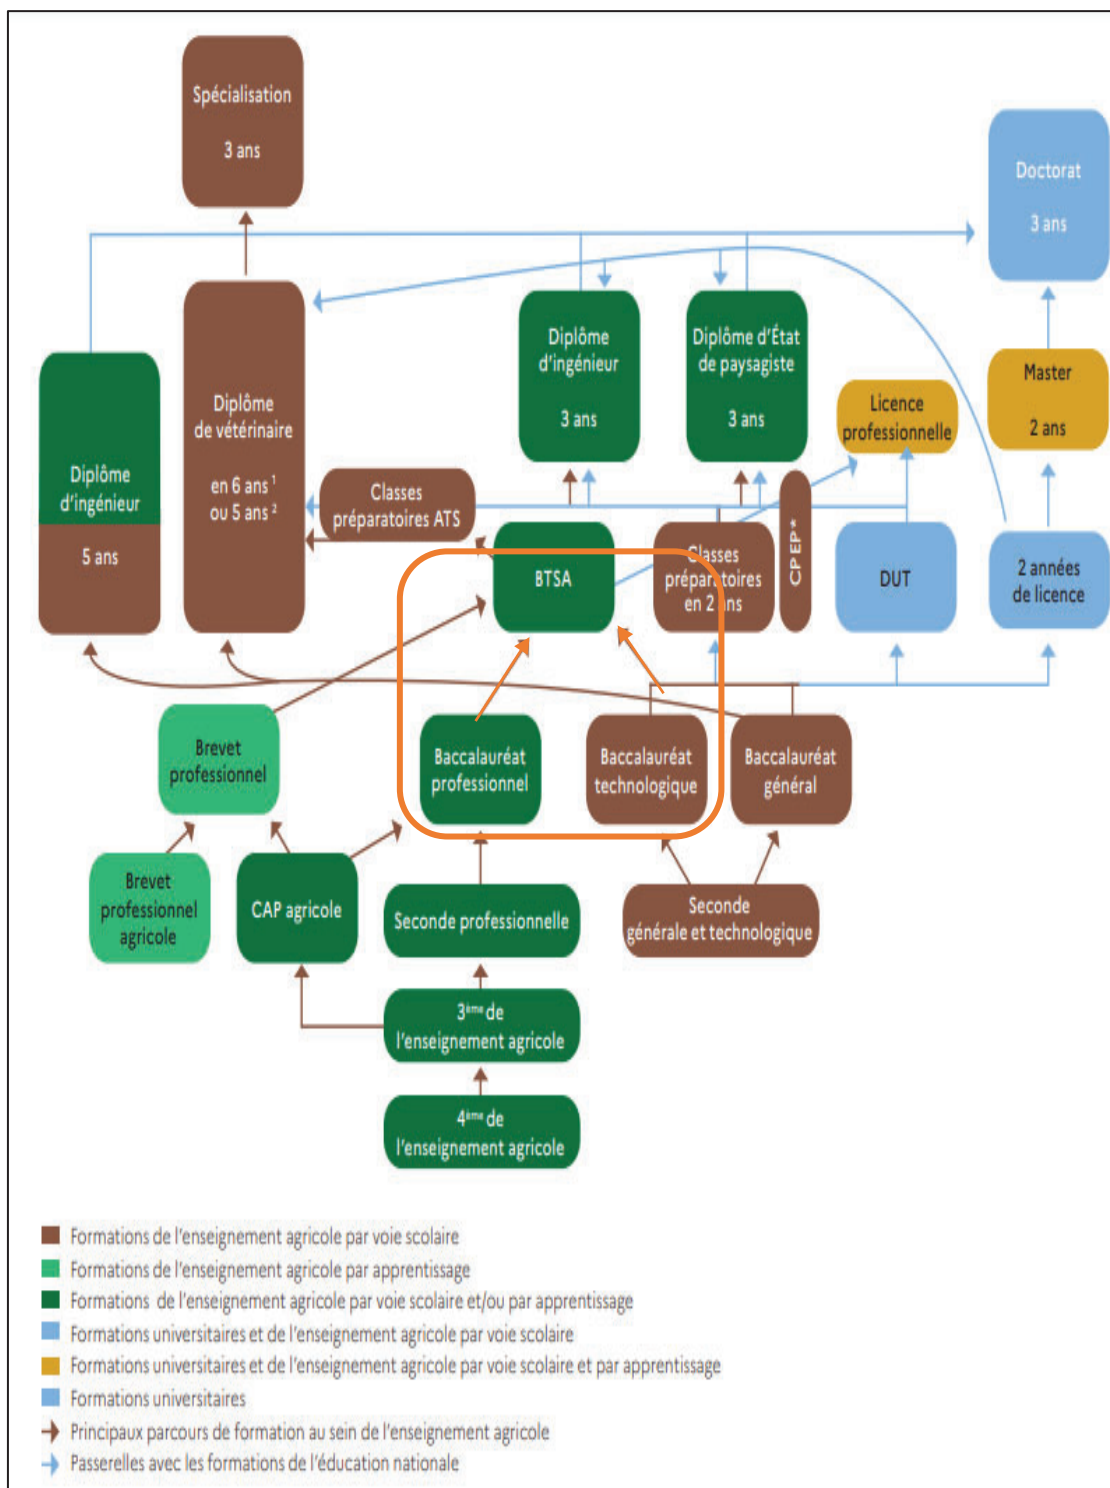 Spécialisation
3 ans
Doctorat
3 ans
Diplôme
d'ingénieur
3 ans
Diplôme d'État
de paysagiste
3 ans
Diplôme
d'ingénieur
5 ans
Diplôme
de vétérinaire
en 6 ans ¹
ou 5 ans ²
Licence
professionnelle
Master
2 ans
Classes
préparatoires ATS
BTSA
Classes
préparatoires
en 2 ans
CPEP*
DUT
2 années
de licence
Brevet
professionnel
Baccalauréat
professionnel
Baccalauréat
technologique
Baccalauréat
général
Brevet
professionnel
agricole
CAP agricole
Seconde professionnelle
Seconde
générale et technologique
3ième de
l'enseignement agricole
4ième de
l'enseignement agricole
Formations de l'enseignement agricole par voie scolaire
Formations de l'enseignement agricole par apprentissage
Formations de l'enseignement agricole par voie scolaire et/ou par apprentissage
Formations universitaires et de l'enseignement agricole par voie scolaire
Formations universitaires et de l'enseignement agricole par voie scolaire et par apprentissage
Formations universitaires
Principaux parcours de formation au sein de l'enseignement agricole
Passerelles avec les formations de l'éducation nationale